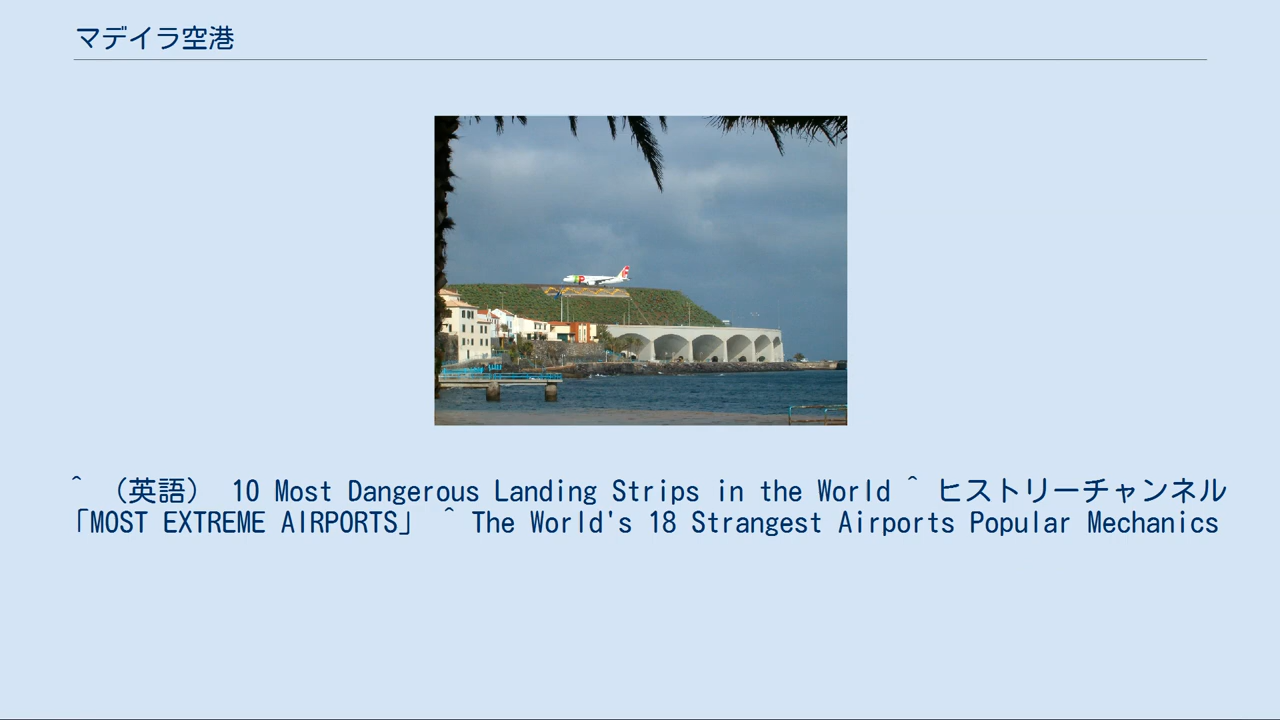 マデイラ空港
^ （英語） 10 Most Dangerous Landing Strips in the World ^ ヒストリーチャンネル
「MOST EXTREME AIRPORTS」 ^ The World's 18 Strangest Airports Popular Mechanics